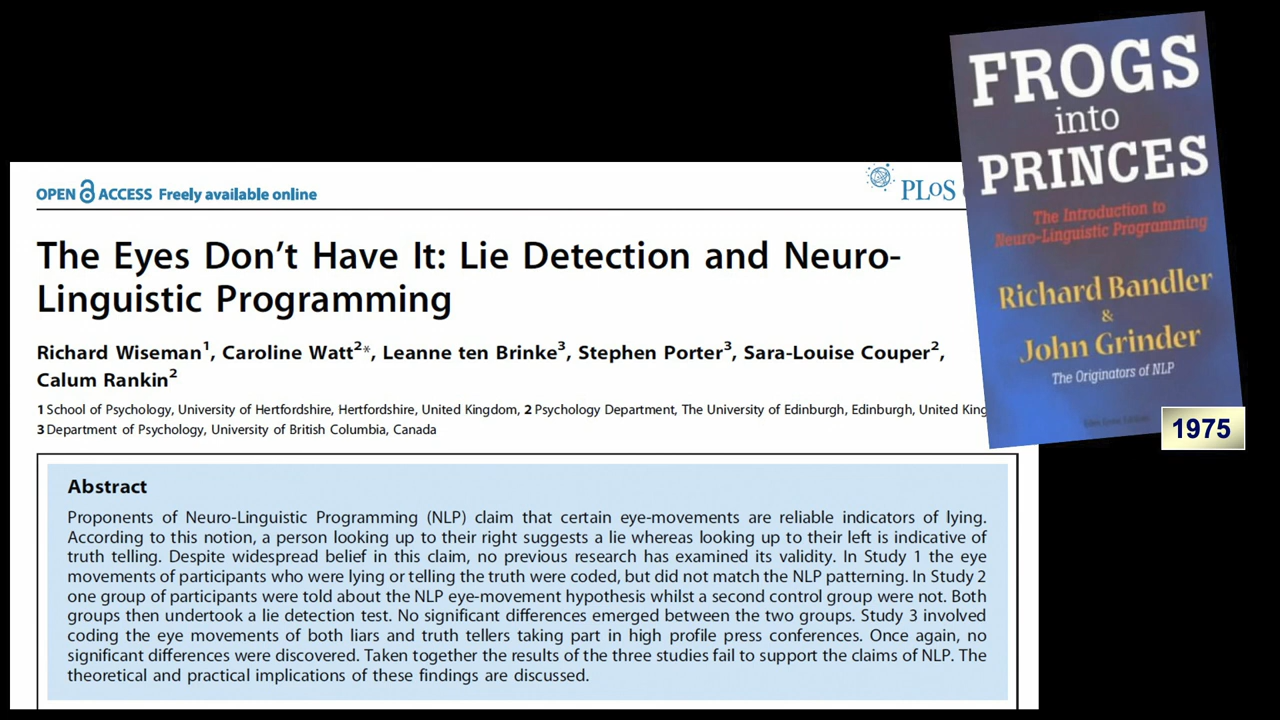 OPEN ACCESS Freely available online
PLoS
The Eyes Don't Have It: Lie Detection and Neuro-
Linguistic Programming
Richard Wiseman1, Caroline Watt2*, Leanne ten Brinke3, Stephen Porter3, Sara-Louise Couper2,
Calum Rankin2
1 School of Psychology, University of Hertfordshire, Hertfordshire, United Kingdom, 2 Psychology Department, The University of Edinburgh, Edinburgh, United King
3 Department of Psychology, University of British Columbia, Canada
Abstract
Proponents of Neuro-Linguistic Programming (NLP) claim that certain eye-movements are reliable indicators of lying.
According to this notion, a person looking up to their right suggests a lie whereas looking up to their left is indicative of
truth telling. Despite widespread belief in this claim, no previous research has examined its validity. In Study 1 the eye
movements of participants who were lying or telling the truth were coded, but did not match the NLP patterning. In Study 2
one group of participants were told about the NLP eye-movement hypothesis whilst a second control group were not. Both
groups then undertook a lie detection test. No significant differences emerged between the two groups. Study 3 involved
coding the eye movements of both liars and truth tellers taking part in high profile press conferences. Once again, no
significant differences were discovered. Taken together the results of the three studies fail to support the claims of NLP. The
theoretical and practical implications of these findings are discussed.
FROGS
into
PRINCES
The Introduction to
Neuro-Linguistic Programming
Richard Bandler
&
John Grinder
The Originators of NLP
1975